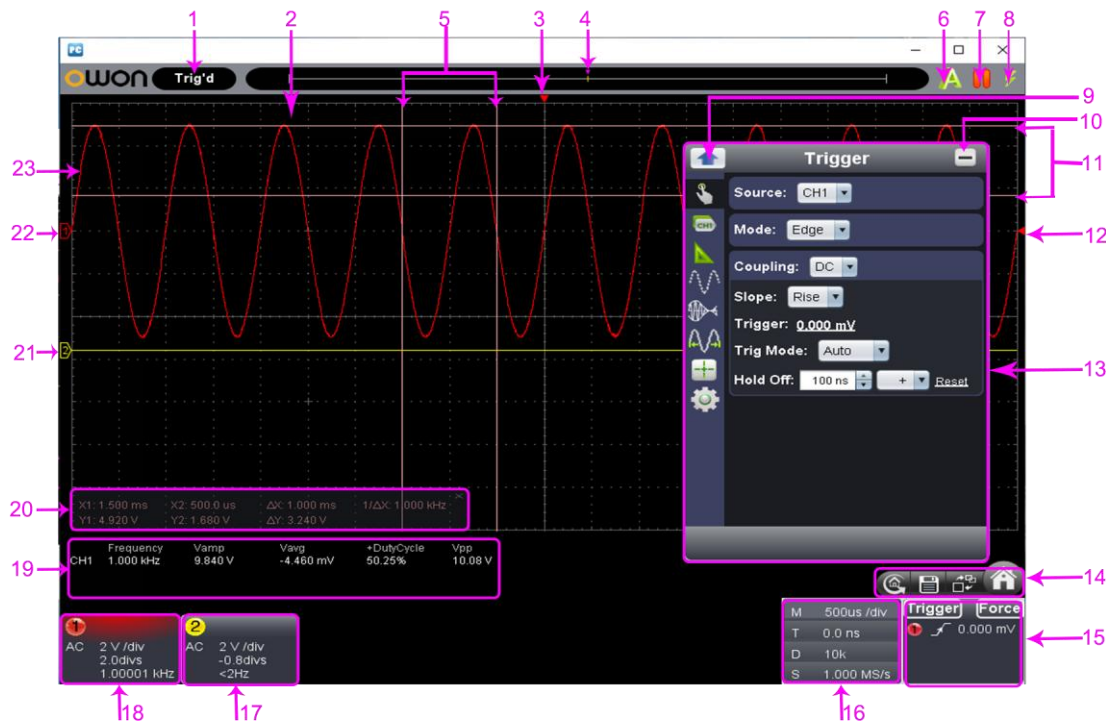 1 2 5 3 4 6 7 8
PC
OWON Trig'd A
9
10
11
12
13
14
15
16
17
18
19
20
21
22
23
1
2
Trigger
Source: CH1
Mode: Edge
CH1
Coupling: DC
Slope: Rise
Trigger: 0.000 mV
Trig Mode: Auto
Hold Off: 100 ns + Reset
X1: 1.500 ms X2: 500.0 us ΔX: 1.000 ms 1/ΔX: 1.000 kHz
Y1: 4.920 V Y2: 1.680 V ΔY: 3.240 V
Frequency Vamp Vavg +DutyCycle Vpp
CH1 1.000 kHz 9.840 V -4.460 mV 50.25% 10.08 V
1
AC 2 V /div
2.0divs
1.00001 kHz
2
AC 2 V /div
-0.8divs
<2Hz
M 500us /div
T 0.0 ns
D 10k
S 1.000 MS/s
Trigger Force
1 0.000 mV